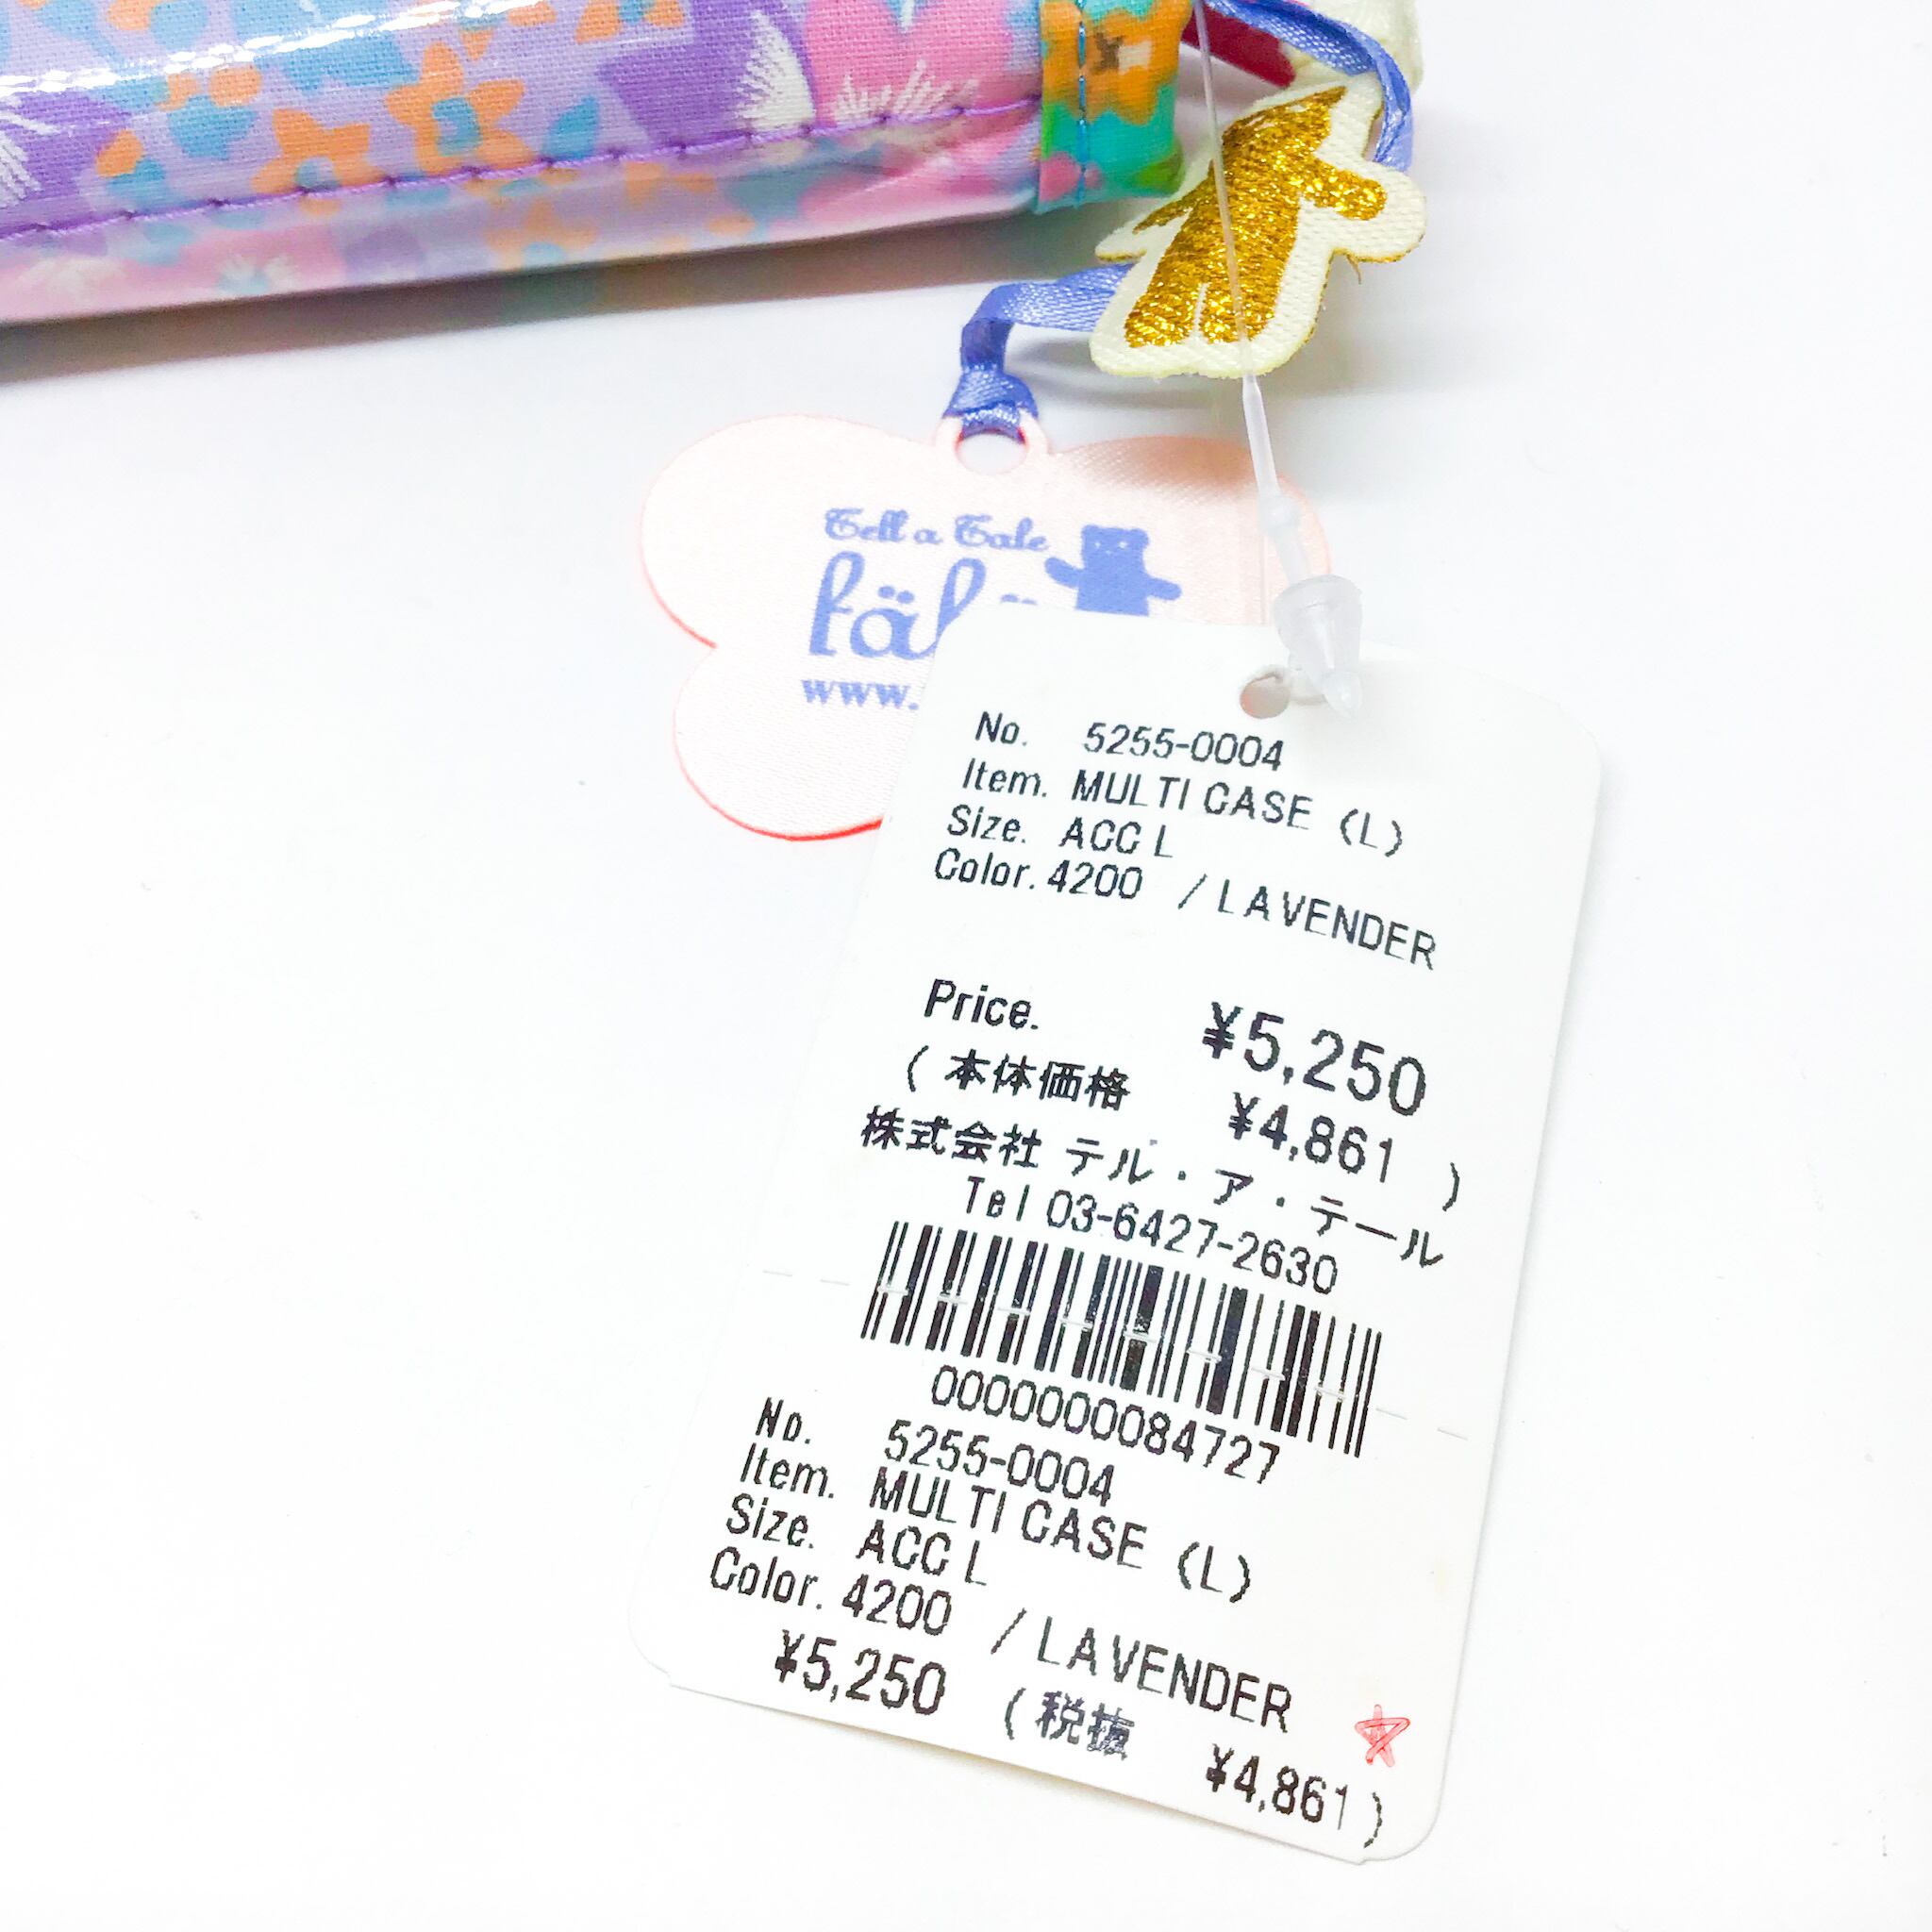 Tell a Tale
www.
No. 5255-0004
Item. MULTI CASE (L)
Size. ACC L
Color. 4200 / LAVENDER
Price. ¥5,250
( 本体価格 ¥4,861 )
株式会社 テル・ア・テール
Tel 03-6427-2630
0000000084727
No. 5255-0004
Item. MULTI CASE (L)
Size. ACC L
Color. 4200 / LAVENDER
¥5,250 ( 税抜 ¥4,861 )